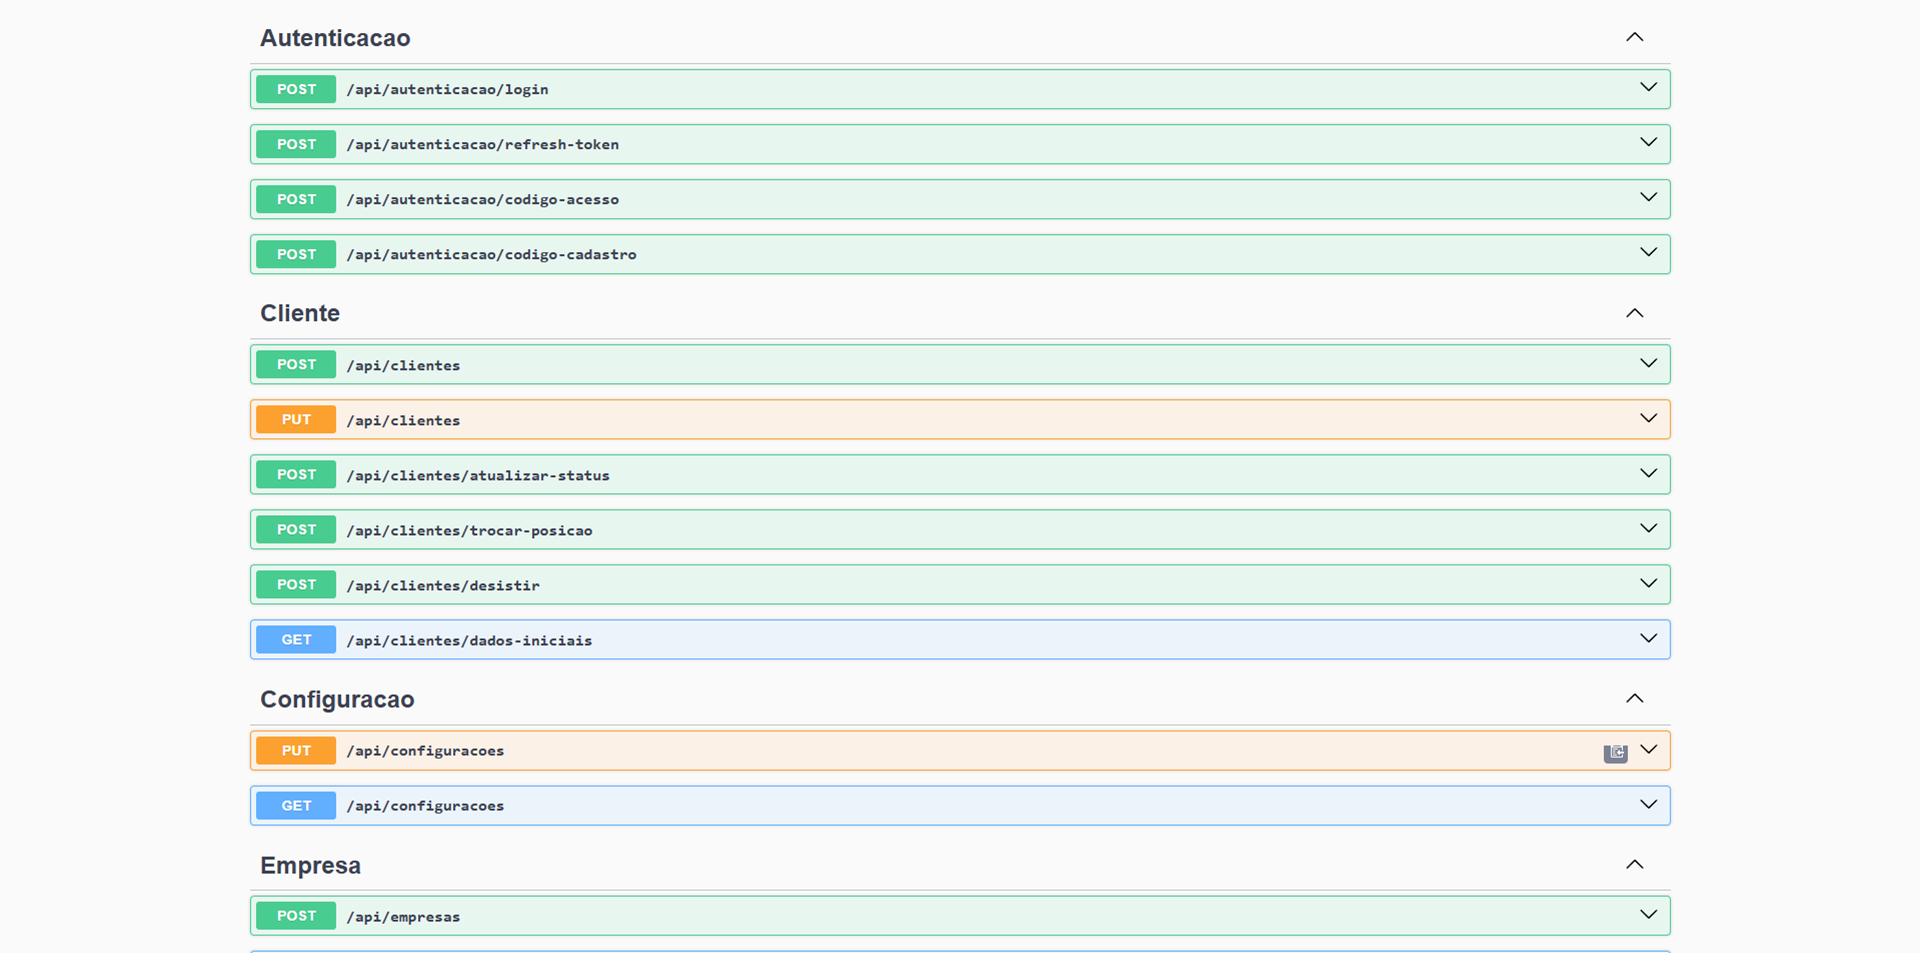 Autenticacao
POST /api/autenticacao/login
POST /api/autenticacao/refresh-token
POST /api/autenticacao/codigo-acesso
POST /api/autenticacao/codigo-cadastro
Cliente
POST /api/clientes
PUT /api/clientes
POST /api/clientes/atualizar-status
POST /api/clientes/trocar-posicao
POST /api/clientes/desistir
GET /api/clientes/dados-iniciais
Configuracao
PUT /api/configuracoes
GET /api/configuracoes
Empresa
POST /api/empresas